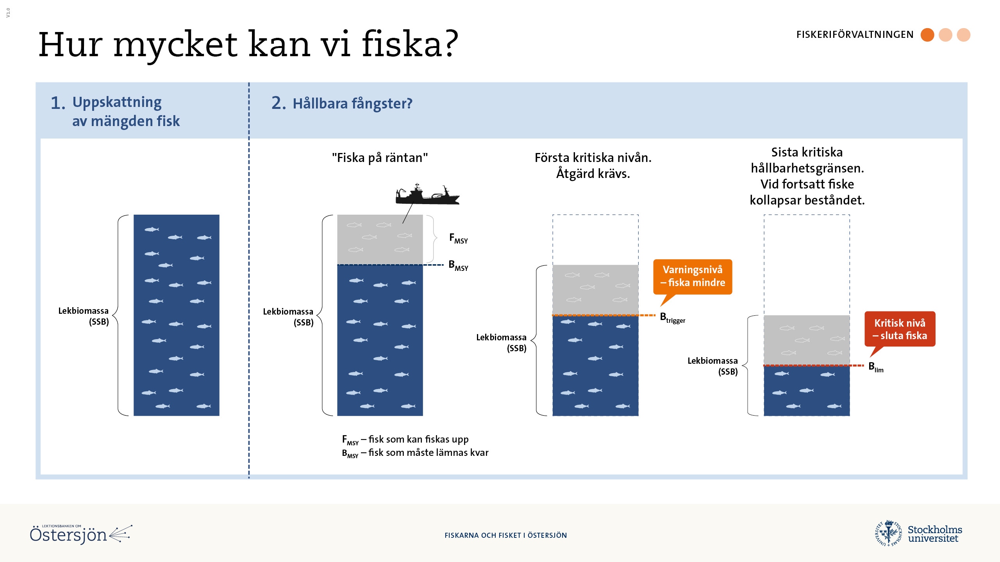 V1.0
Hur mycket kan vi fiska?
FISKERIFÖRVALTNINGEN
1. Uppskattning
av mängden fisk
2. Hållbara fångster?
"Fiska på räntan"
Första kritiska nivån.
Åtgärd krävs.
Sista kritiska
hållbarhetsgränsen.
Vid fortsatt fiske
kollapsar beståndet.
Lekbiomassa
(SSB)
Lekbiomassa
(SSB)
FMSY
BMSY
Lekbiomassa
(SSB)
Varningsnivå
– fiska mindre
Btrigger
Lekbiomassa
(SSB)
Kritisk nivå
– sluta fiska
Blim
FMSY – fisk som kan fiskas upp
BMSY – fisk som måste lämnas kvar
LEKTIONSBANKEN OM
Östersjön
FISKARNA OCH FISKET I ÖSTERSJÖN
STOCKHOLMS UNIVERSITET
Stockholms
universitet